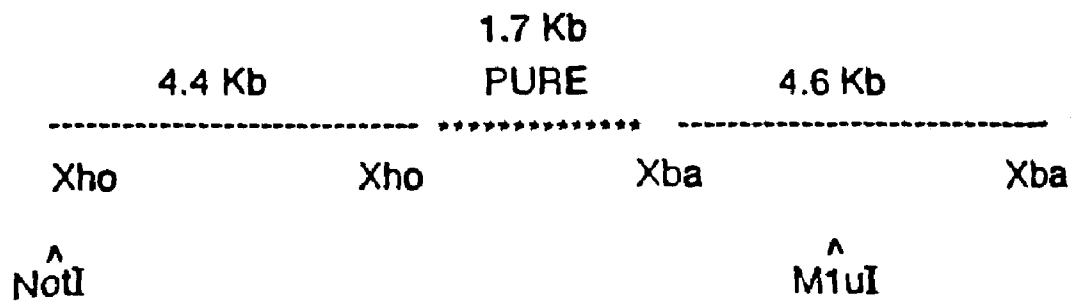 1.7 Kb
4.4 Kb PURE 4.6 Kb
Xho Xho Xba Xba
NotI M1uI